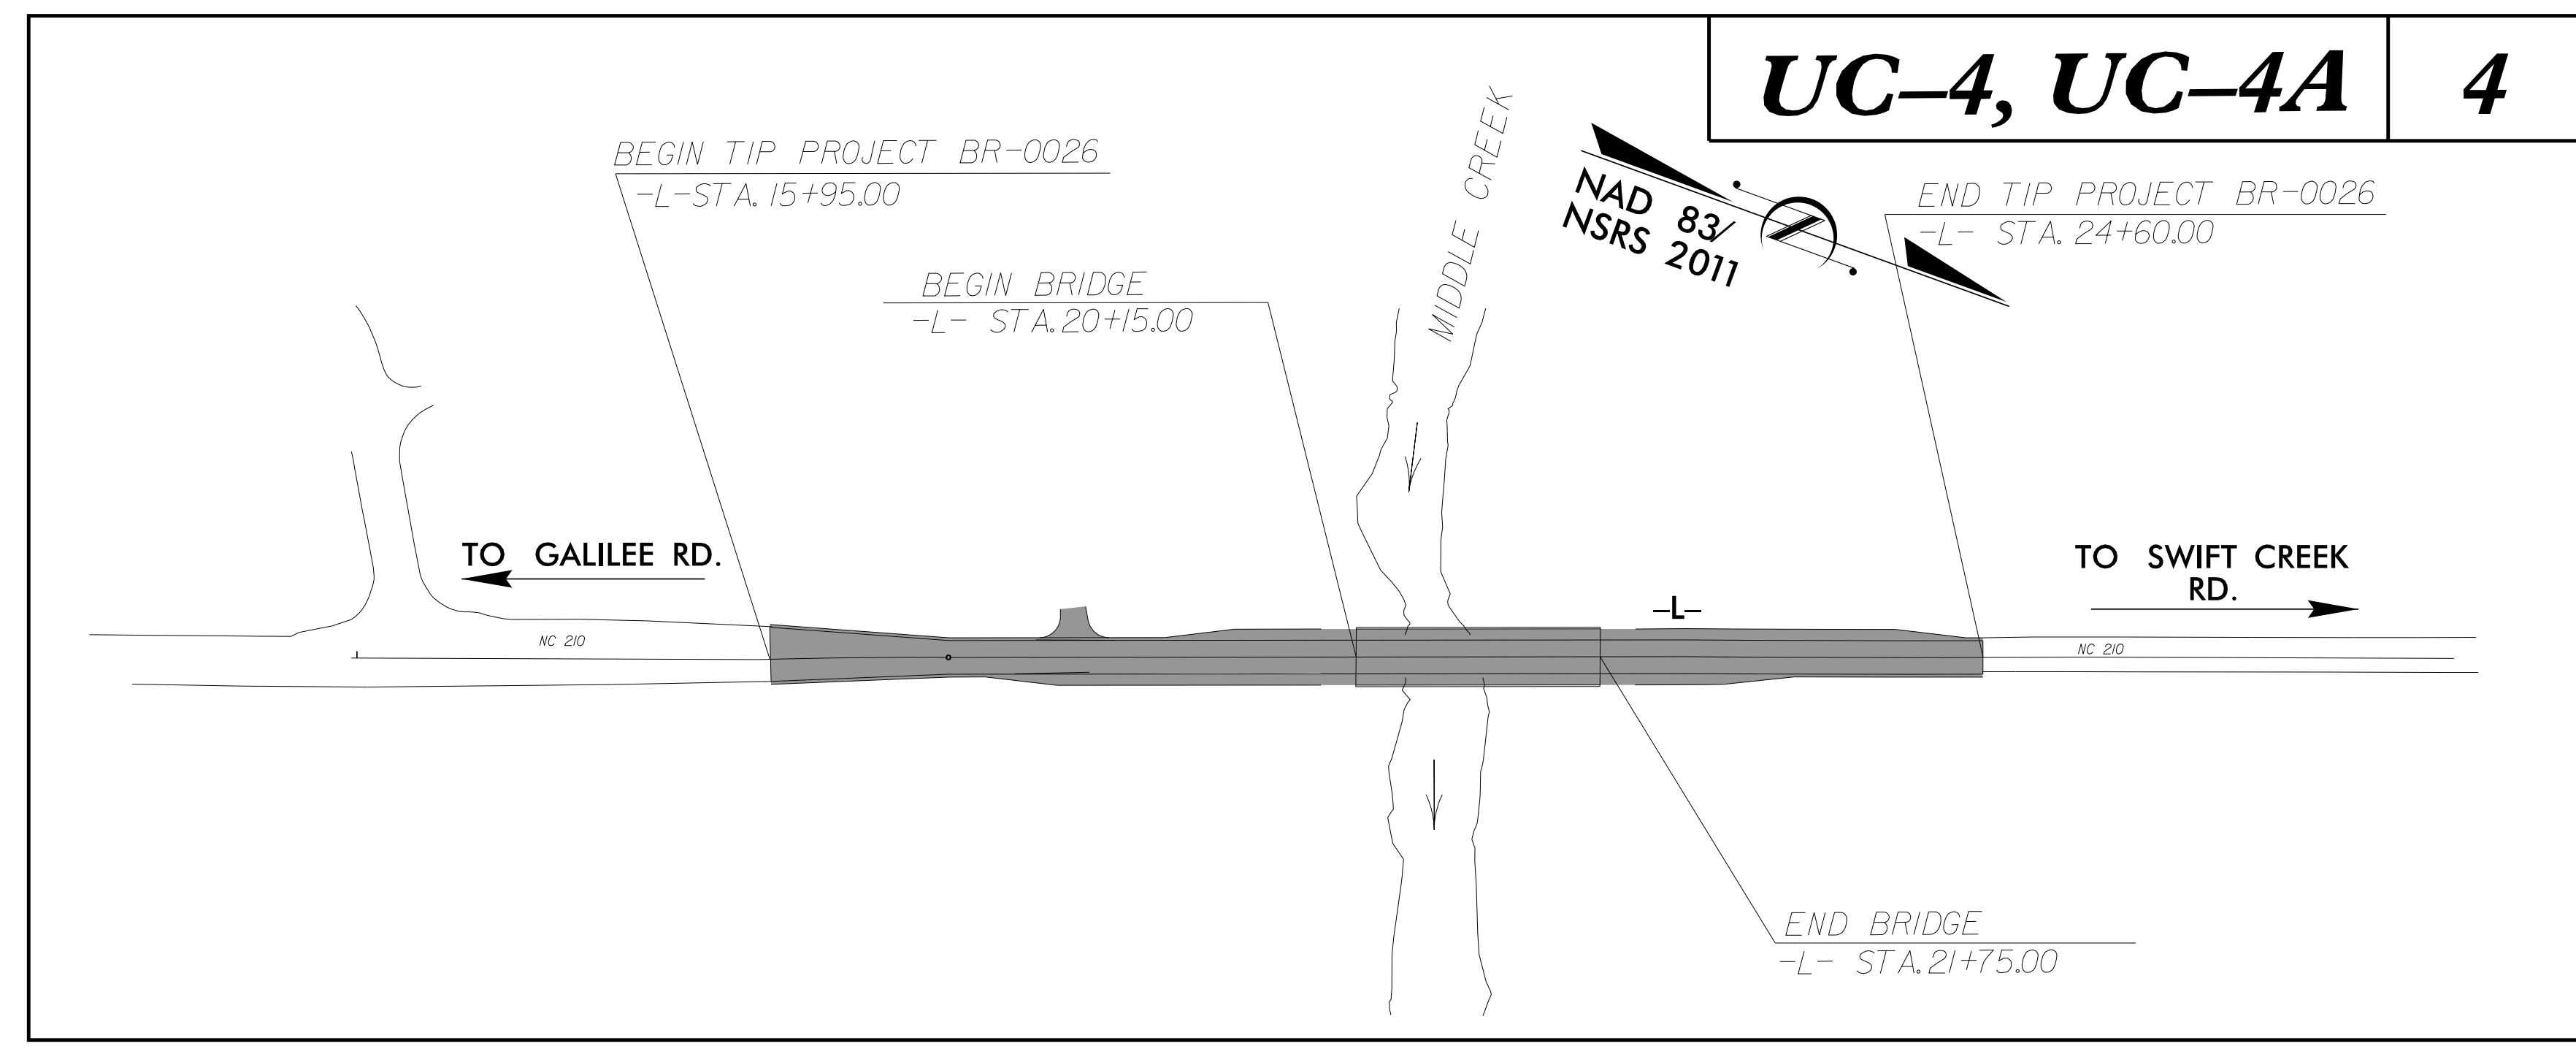 UC-4, UC-4A 4
BEGIN TIP PROJECT BR-0026
-L-STA. 15+95.00
MIDDLE CREEK
NAD 83/
NSRS 2011
END TIP PROJECT BR-0026
-L- STA. 24+60.00
BEGIN BRIDGE
-L- STA. 20+15.00
TO GALILEE RD.
TO SWIFT CREEK
RD.
-L-
NC 210
NC 210
END BRIDGE
-L- STA. 21+75.00